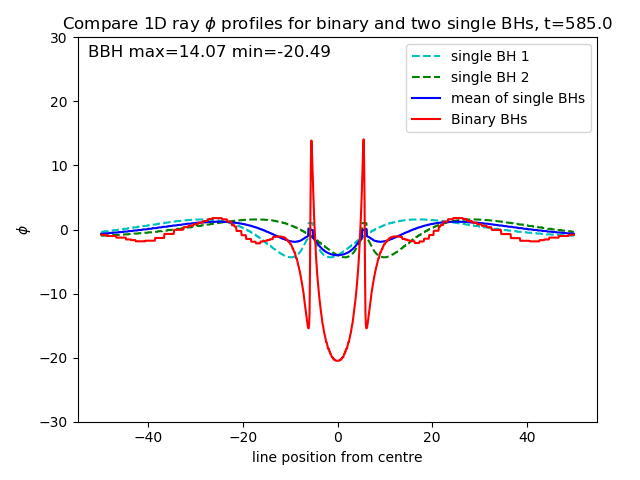 Compare 1D ray ϕ profiles for binary and two single BHs, t=585.0
BBH max=14.07 min=-20.49
single BH 1
single BH 2
mean of single BHs
Binary BHs
30
20
10
0
−10
−20
−30
ϕ
−40
−20
0
20
40
line position from centre